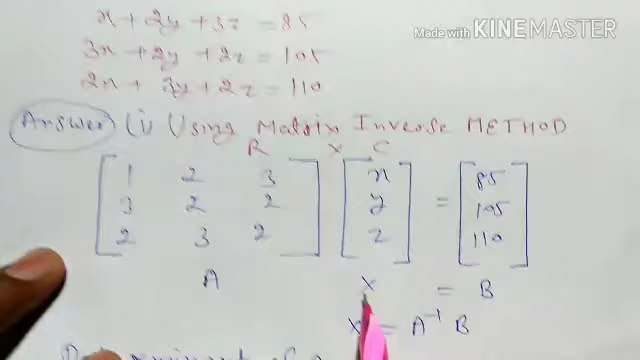 Made with KINEMASTER
x + 2y + 3z = 85
3x + 2y + 2z = 105
2x + 3y + 2z = 110
Answer (i) Using Matrix Inverse METHOD
R x C
1 2 3 x 85
3 2 2 y = 105
2 3 2 z 110
A x = B
x = A⁻¹ B